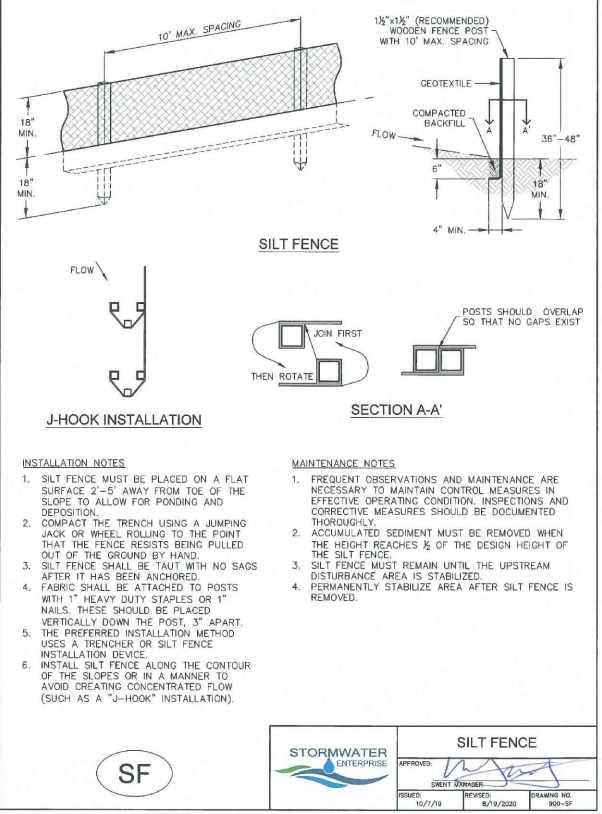 10' MAX. SPACING
18"
MIN.
18"
MIN.
1½"x1½" (RECOMMENDED)
WOODEN FENCE POST
WITH 10' MAX. SPACING
GEOTEXTILE
COMPACTED
BACKFILL
FLOW
A
A'
36"-48"
6"
18"
MIN.
4" MIN.
SILT FENCE
FLOW
J-HOOK INSTALLATION
JOIN FIRST
THEN ROTATE
POSTS SHOULD OVERLAP
SO THAT NO GAPS EXIST
SECTION A-A'
INSTALLATION NOTES
1. SILT FENCE MUST BE PLACED ON A FLAT
SURFACE 2'-5' AWAY FROM TOE OF THE
SLOPE TO ALLOW FOR PONDING AND
DEPOSITION.
2. COMPACT THE TRENCH USING A JUMPING
JACK OR WHEEL ROLLING TO THE POINT
THAT THE FENCE RESISTS BEING PULLED
OUT OF THE GROUND BY HAND.
3. SILT FENCE SHALL BE TAUT WITH NO SAGS
AFTER IT HAS BEEN ANCHORED.
4. FABRIC SHALL BE ATTACHED TO POSTS
WITH 1" HEAVY DUTY STAPLES OR 1"
NAILS. THESE SHOULD BE PLACED
VERTICALLY DOWN THE POST, 3" APART.
5. THE PREFERRED INSTALLATION METHOD
USES A TRENCHER OR SILT FENCE
INSTALLATION DEVICE.
6. INSTALL SILT FENCE ALONG THE CONTOUR
OF THE SLOPES OR IN A MANNER TO
AVOID CREATING CONCENTRATED FLOW
(SUCH AS A "J-HOOK" INSTALLATION).
MAINTENANCE NOTES
1. FREQUENT OBSERVATIONS AND MAINTENANCE ARE
NECESSARY TO MAINTAIN CONTROL MEASURES IN
EFFECTIVE OPERATING CONDITION. INSPECTIONS AND
CORRECTIVE MEASURES SHOULD BE DOCUMENTED
THOROUGHLY.
2. ACCUMULATED SEDIMENT MUST BE REMOVED WHEN
THE HEIGHT REACHES ½ OF THE DESIGN HEIGHT OF
THE SILT FENCE.
3. SILT FENCE MUST REMAIN UNTIL THE UPSTREAM
DISTURBANCE AREA IS STABILIZED.
4. PERMANENTLY STABILIZE AREA AFTER SILT FENCE IS
REMOVED.
SF
STORMWATER
ENTERPRISE
SILT FENCE
APPROVED:
SWENT MANAGER
ISSUED:
10/7/19
REVISED:
8/19/2020
DRAWING NO.
900-SF